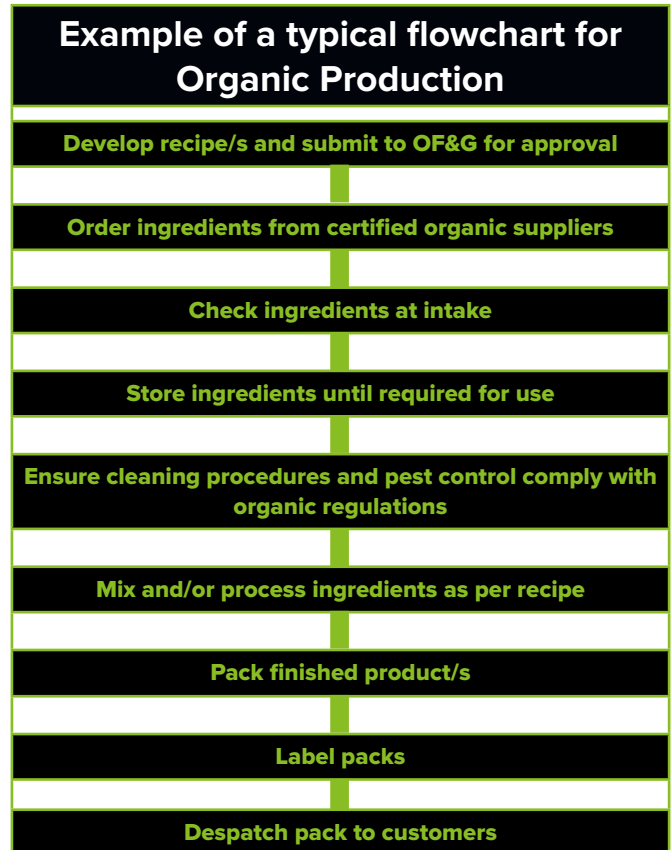 Example of a typical flowchart for
Organic Production
Develop recipe/s and submit to OF&G for approval
Order ingredients from certified organic suppliers
Check ingredients at intake
Store ingredients until required for use
Ensure cleaning procedures and pest control comply with
organic regulations
Mix and/or process ingredients as per recipe
Pack finished product/s
Label packs
Despatch pack to customers